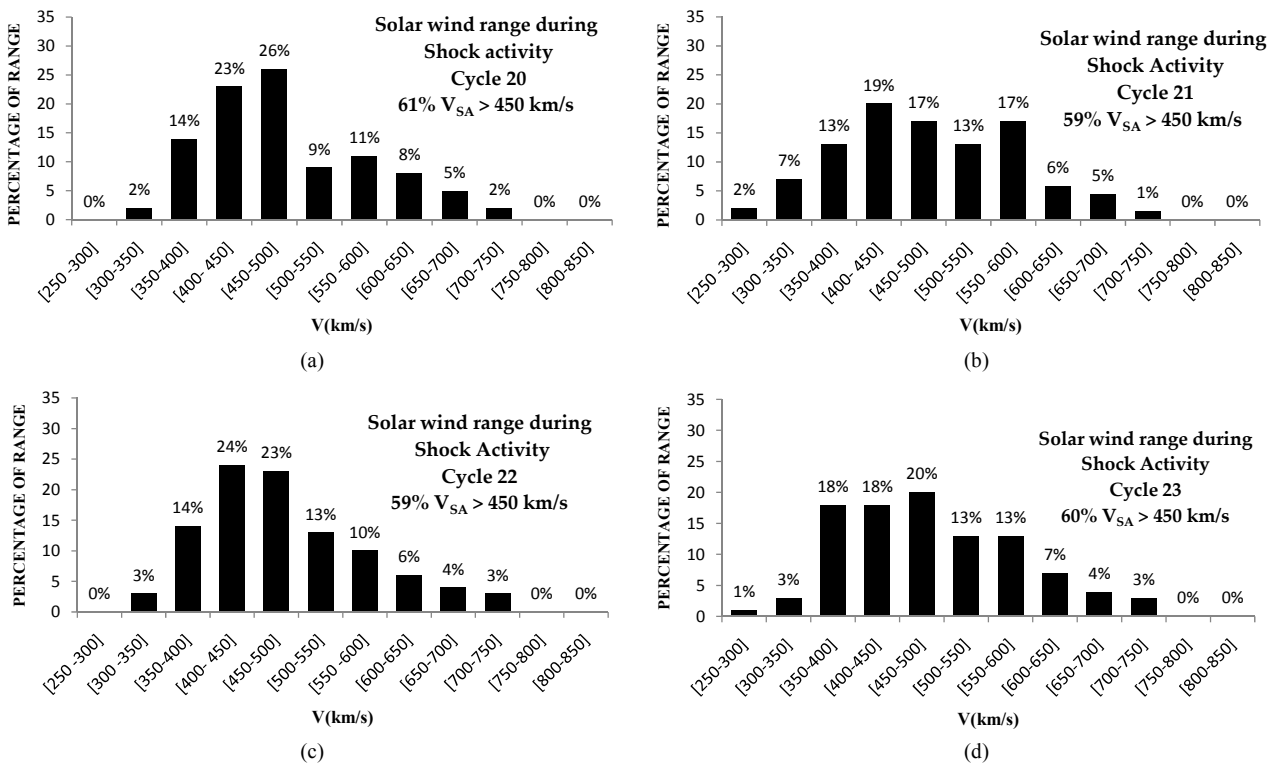 PERCENTAGE OF RANGE
35
30
25
20
15
10
5
0
Solar wind range during
Shock activity
Cycle 20
61% VSA > 450 km/s
0% 2% 14% 23% 26% 9% 11% 8% 5% 2% 0% 0%
[250 -300] [300-350] [350-400] [400- 450] [450-500] [500-550] [550 -600] [600-650] [650-700] [700-750] [750-800] [800-850]
V(km/s)
(a)
PERCENTAGE OF RANGE
35
30
25
20
15
10
5
0
Solar wind range during
Shock Activity
Cycle 21
59% VSA > 450 km/s
2% 7% 13% 19% 17% 13% 17% 6% 5% 1% 0% 0%
[250 -300] [300 -350] [350-400] [400- 450] [450-500] [500-550] [550 -600] [600-650] [650-700] [700-750] [750-800] [800-850]
V(km/s)
(b)
PERCENTAGE OF RANGE
35
30
25
20
15
10
5
0
Solar wind range during
Shock Activity
Cycle 22
59% VSA > 450 km/s
0% 3% 14% 24% 23% 13% 10% 6% 4% 3% 0% 0%
[250 -300] [300 -350] [350-400] [400- 450] [450-500] [500-550] [550 -600] [600-650] [650-700] [700-750] [750-800] [800-850]
V(km/s)
(c)
PERCENTAGE OF RANGE
35
30
25
20
15
10
5
0
Solar wind range during
Shock Activity
Cycle 23
60% VSA > 450 km/s
1% 3% 18% 18% 20% 13% 13% 7% 4% 3% 0% 0%
[250-300] [300-350] [350-400] [400-450] [450-500] [500-550] [550-600] [600-650] [650-700] [700-750] [750-800] [800-850]
V(km/s)
(d)